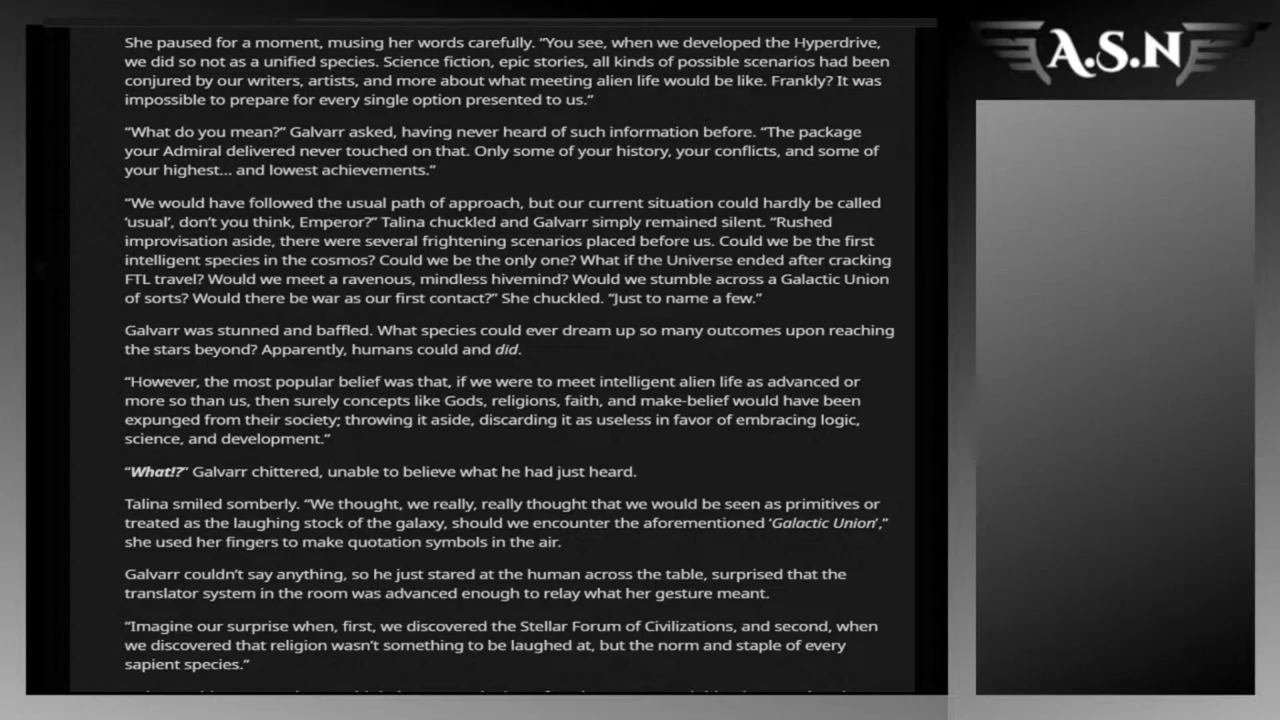 A.S.N
She paused for a moment, musing her words carefully. “You see, when we developed the Hyperdrive,
we did so not as a unified species. Science fiction, epic stories, all kinds of possible scenarios had been
conjured by our writers, artists, and more about what meeting alien life would be like. Frankly? It was
impossible to prepare for every single option presented to us.”
“What do you mean?” Galvarr asked, having never heard of such information before. “The package
your Admiral delivered never touched on that. Only some of your history, your conflicts, and some of
your highest... and lowest achievements.”
“We would have followed the usual path of approach, but our current situation could hardly be called
‘usual’, don’t you think, Emperor?” Talina chuckled and Galvarr simply remained silent. “Rushed
improvisation aside, there were several frightening scenarios placed before us. Could we be the first
intelligent species in the cosmos? Could we be the only one? What if the Universe ended after cracking
FTL travel? Would we meet a ravenous, mindless hivemind? Would we stumble across a Galactic Union
of sorts? Would there be war as our first contact?” She chuckled. “Just to name a few.”
Galvarr was stunned and baffled. What species could ever dream up so many outcomes upon reaching
the stars beyond? Apparently, humans could and did.
“However, the most popular belief was that, if we were to meet intelligent alien life as advanced or
more so than us, then surely concepts like Gods, religions, faith, and make-belief would have been
expunged from their society; throwing it aside, discarding it as useless in favor of embracing logic,
science, and development.”
“What!?” Galvarr chittered, unable to believe what he had just heard.
Talina smiled somberly. “We thought, we really, really thought that we would be seen as primitives or
treated as the laughing stock of the galaxy, should we encounter the aforementioned ‘Galactic Union’,”
she used her fingers to make quotation symbols in the air.
Galvarr couldn’t say anything, so he just stared at the human across the table, surprised that the
translator system in the room was advanced enough to relay what her gesture meant.
“Imagine our surprise when, first, we discovered the Stellar Forum of Civilizations, and second, when
we discovered that religion wasn’t something to be laughed at, but the norm and staple of every
sapient species.”